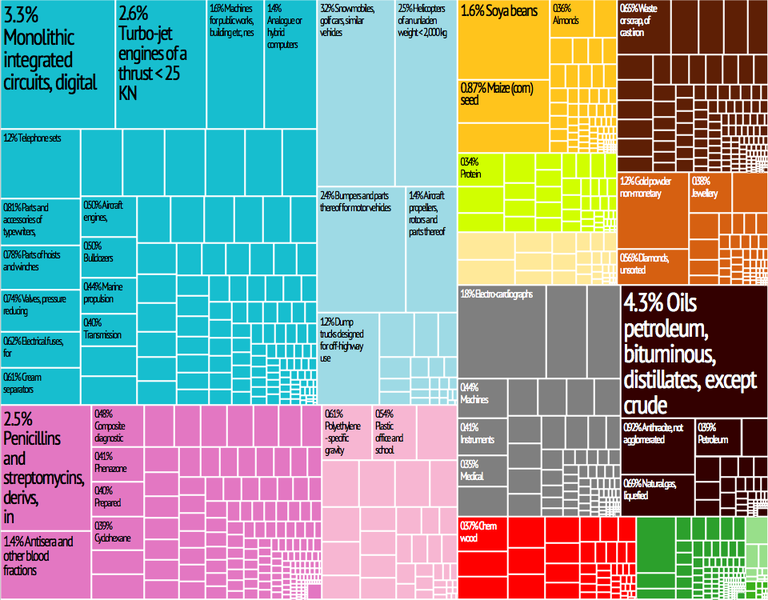 3.3%
Monolithic
integrated
circuits, digital
2.6%
Turbo-jet
engines of a
thrust < 25
KN
1.6% Machines
for public works,
building etc, nes
1.4%
Analogue or
hybrid
computers
1.2% Telephone sets
0.81% Parts and
accessories of
typewriters,
0.78% Parts of hoists
and winches
0.74% Valves, pressure
reducing
0.62% Electrical fuses,
for
0.61% Cream
separators
0.50% Aircraft
engines,
0.50%
Bulldozers
0.44% Marine
propulsion
0.40%
Transmission
3.2% Snowmobiles,
golf cars, similar
vehicles
2.5% Helicopters
of an unladen
weight < 2,000 kg
2.4% Bumpers and parts
thereof for motor vehicles
1.4% Aircraft
propellers,
rotors and
parts thereof
1.2% Dump
trucks designed
for off-highway
use
1.6% Soya beans
0.87% Maize (corn)
seed
0.36%
Almonds
0.34%
Protein
0.65% Waste
or scrap, of
cast iron
1.2% Gold powder
non-monetary
0.56% Diamonds,
unsorted
0.38%
Jewellery
1.8% Electro-cardiographs
0.44%
Machines
0.41%
Instruments
0.35%
Medical
4.3% Oils
petroleum,
bituminous,
distillates, except
crude
0.92% Anthracite, not
agglomerated
0.39%
Petroleum
0.69% Natural gas,
liquefied
2.5%
Penicillins
and
streptomycins,
derivs,
in
1.4% Antisera and
other blood
fractions
0.48%
Composite
diagnostic
0.41%
Phenazone
0.40%
Prepared
0.39%
Cyclohexane
0.61%
Polyethylene
- specific
gravity
0.54%
Plastic
office and
school
0.37% Chem
wood